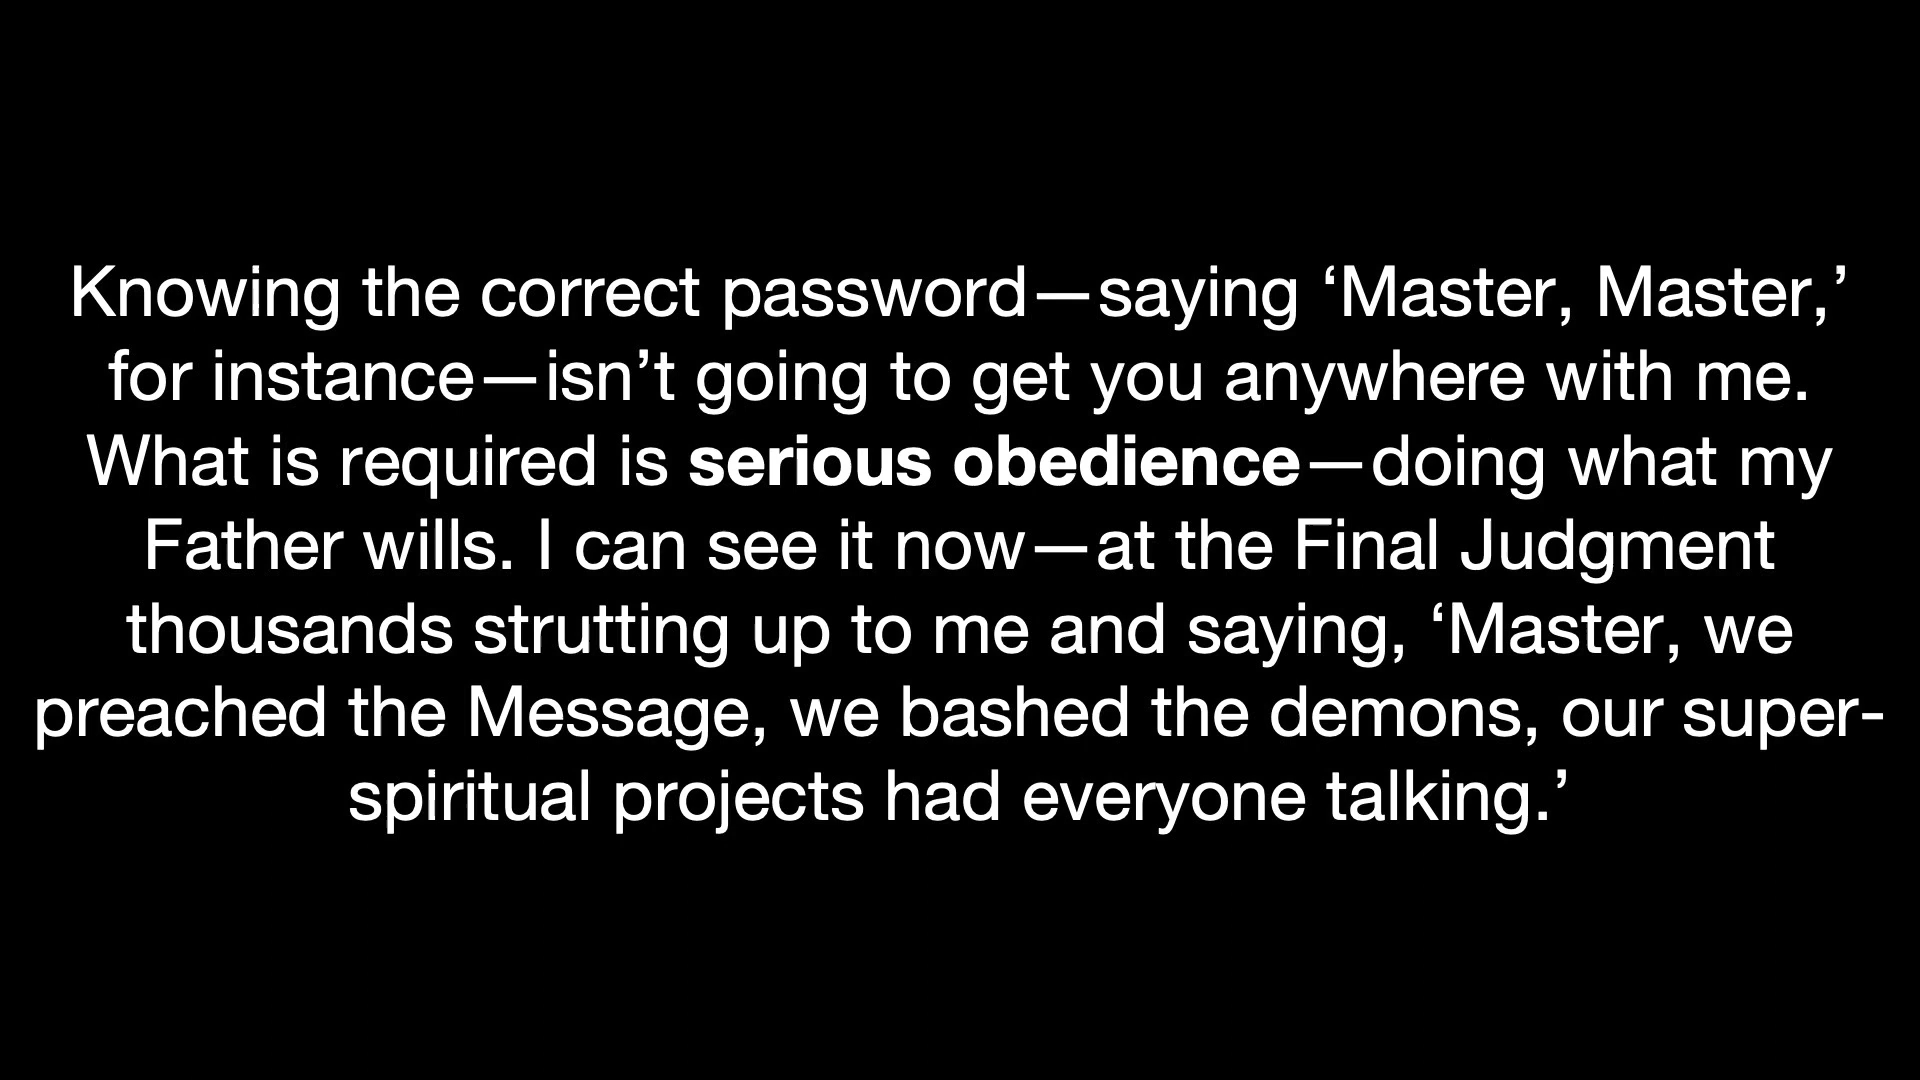 Knowing the correct password—saying ‘Master, Master,’
for instance—isn’t going to get you anywhere with me.
What is required is serious obedience—doing what my
Father wills. I can see it now—at the Final Judgment
thousands strutting up to me and saying, ‘Master, we
preached the Message, we bashed the demons, our super-
spiritual projects had everyone talking.’